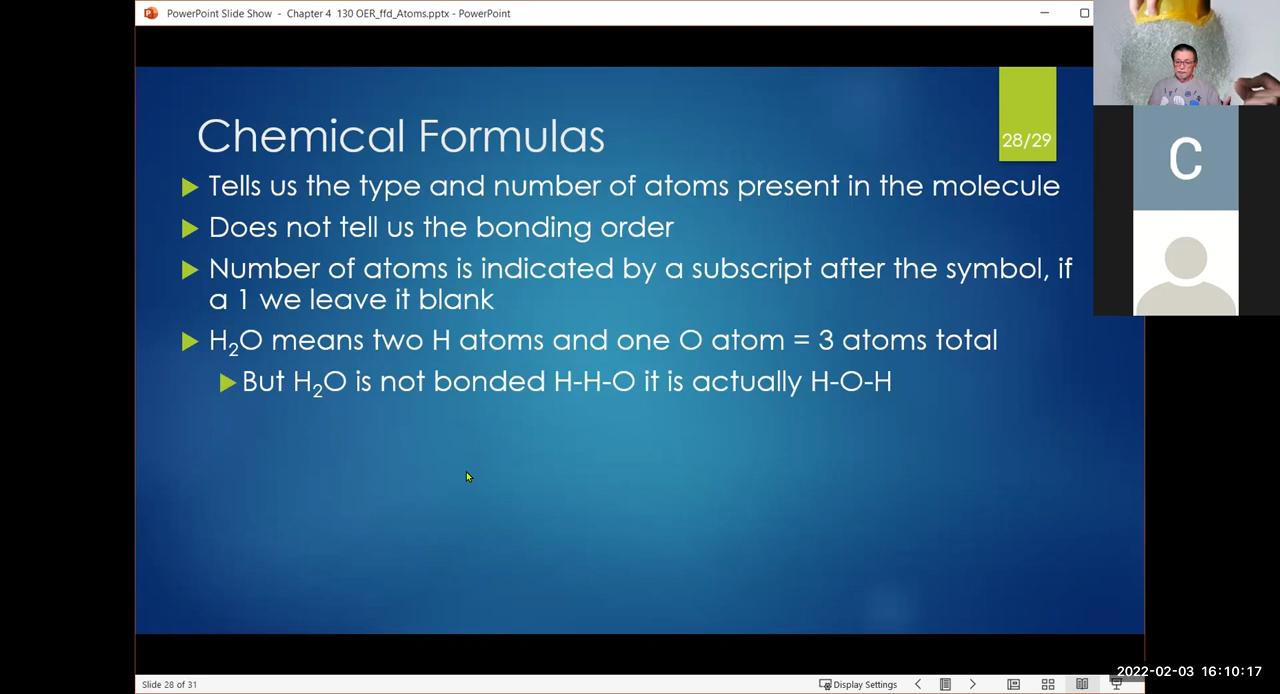 PowerPoint Slide Show - Chapter 4 130 OER_ffd_Atoms.pptx - PowerPoint
Chemical Formulas
28/29
Tells us the type and number of atoms present in the molecule
Does not tell us the bonding order
Number of atoms is indicated by a subscript after the symbol, if
a 1 we leave it blank
H₂O means two H atoms and one O atom = 3 atoms total
But H₂O is not bonded H-H-O it is actually H-O-H
C
2022-02-03 16:10:17
Slide 28 of 31
Display Settings